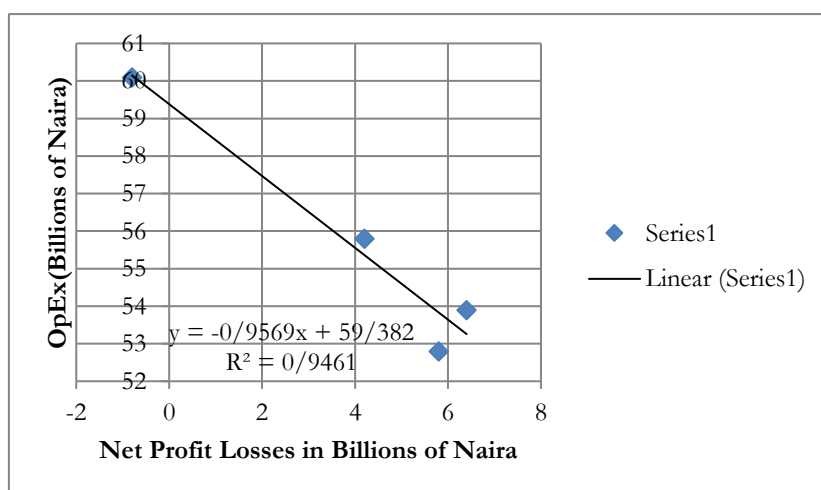 61
60
59
58
57
56
55
54
53
52
OpEx(Billions of Naira)
y = -0/9569x + 59/382
R² = 0/9461
-2 0 2 4 6 8
Net Profit Losses in Billions of Naira
Series1
Linear (Series1)